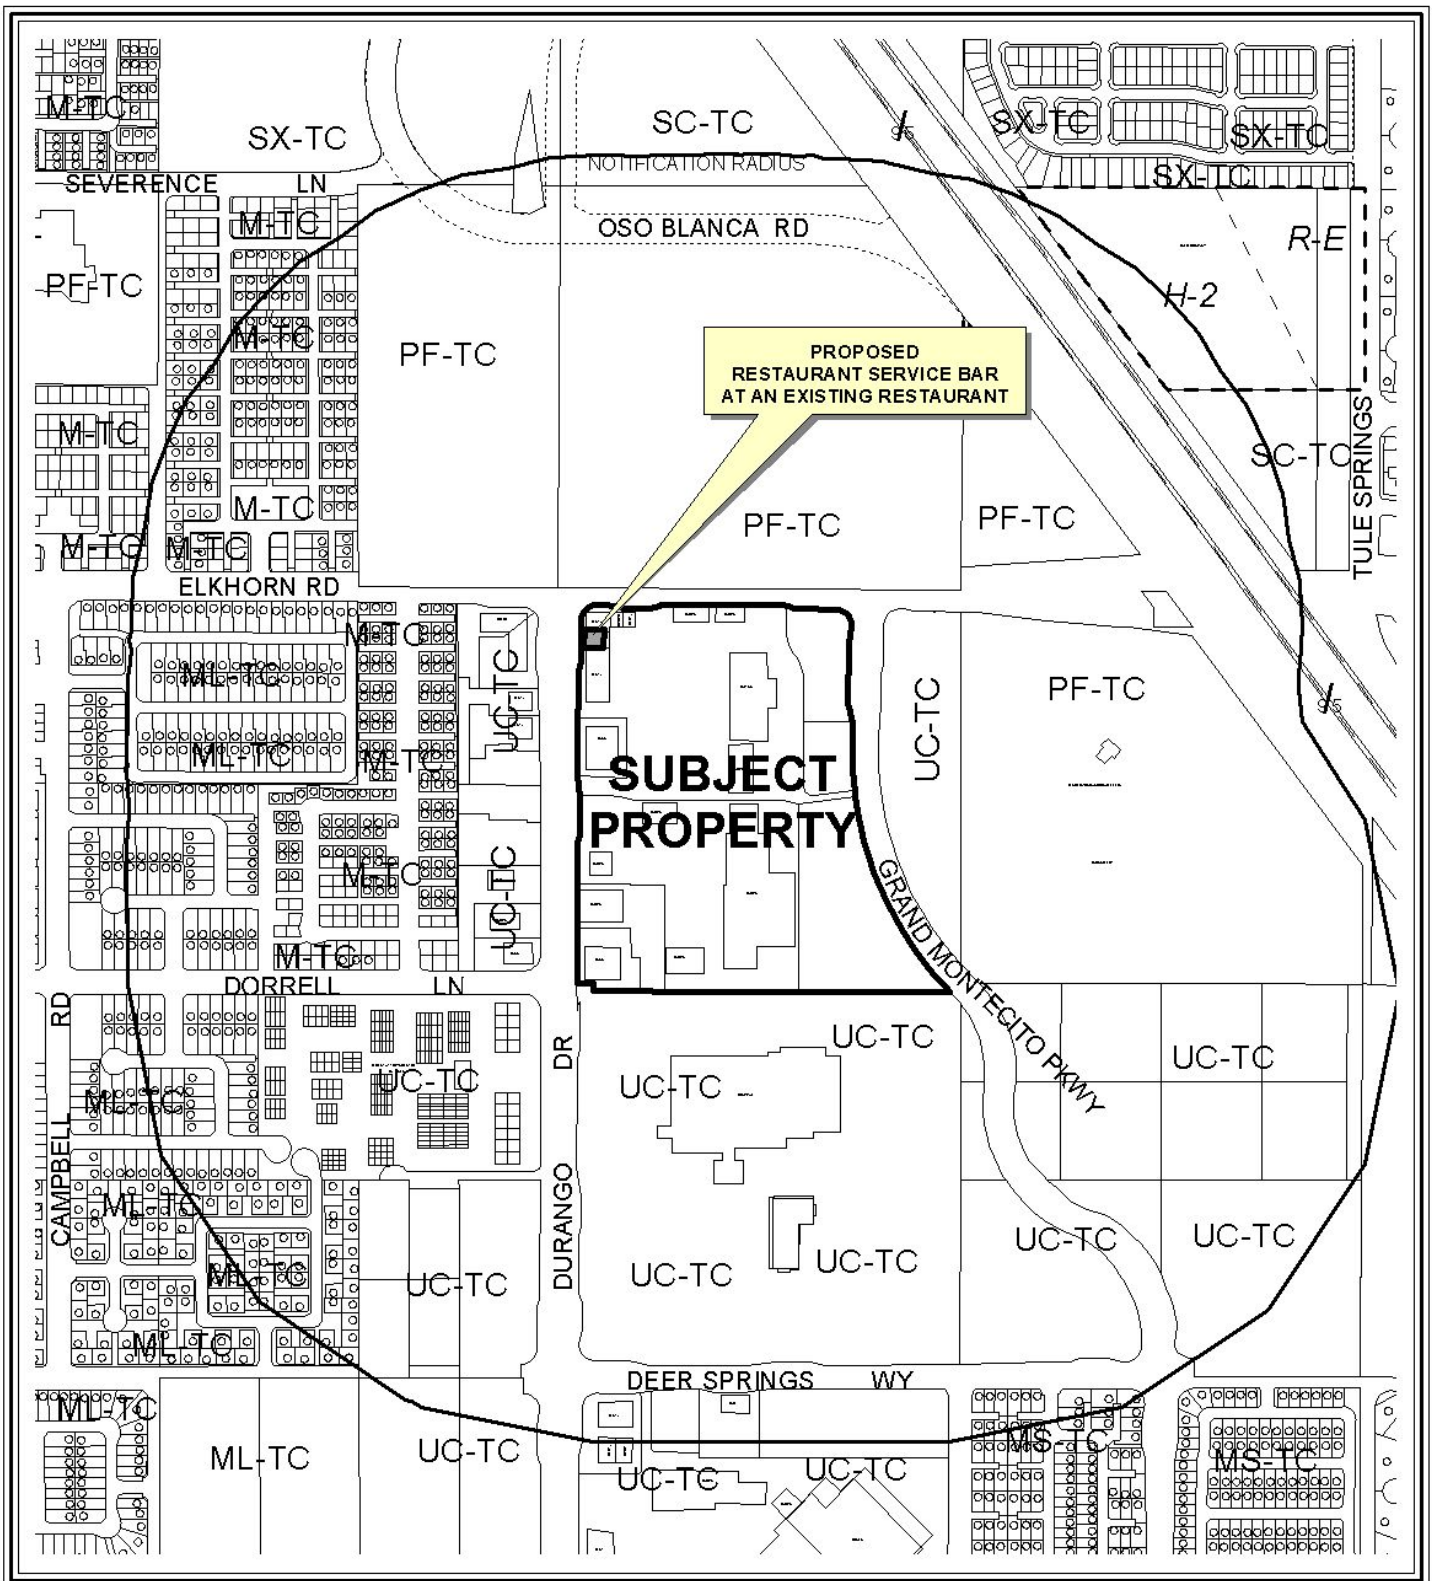 M-TC
SX-TC
SC-TC
SX-TC
SX-TC
NOTIFICATION RADIUS
SX-TC
SEVERENCE LN
M-TC
OSO BLANCA RD
R-E
PF-TC
H-2
M-TC
PF-TC
PROPOSED
RESTAURANT SERVICE BAR
AT AN EXISTING RESTAURANT
M-TC
SC-TC
TULE SPRINGS
M-TC
PF-TC
PF-TC
M-TC
M-TC
ELKHORN RD
M-TC
ML-TC
UC-TC
UC-TC
PF-TC
ML-TC
M-TC
SUBJECT
PROPERTY
M-TC
UC-TC
GRAND MONTECITO PKWY
M-TC
DORRELL LN
CAMPBELL RD
DURANGO DR
UC-TC
UC-TC
UC-TC
UC-TC
ML-TC
ML-TC
UC-TC
UC-TC
ML-TC
UC-TC
UC-TC
UC-TC
ML-TC
DEER SPRINGS WY
ML-TC
ML-TC
UC-TC
UC-TC
UC-TC
MS-TC
MS-TC